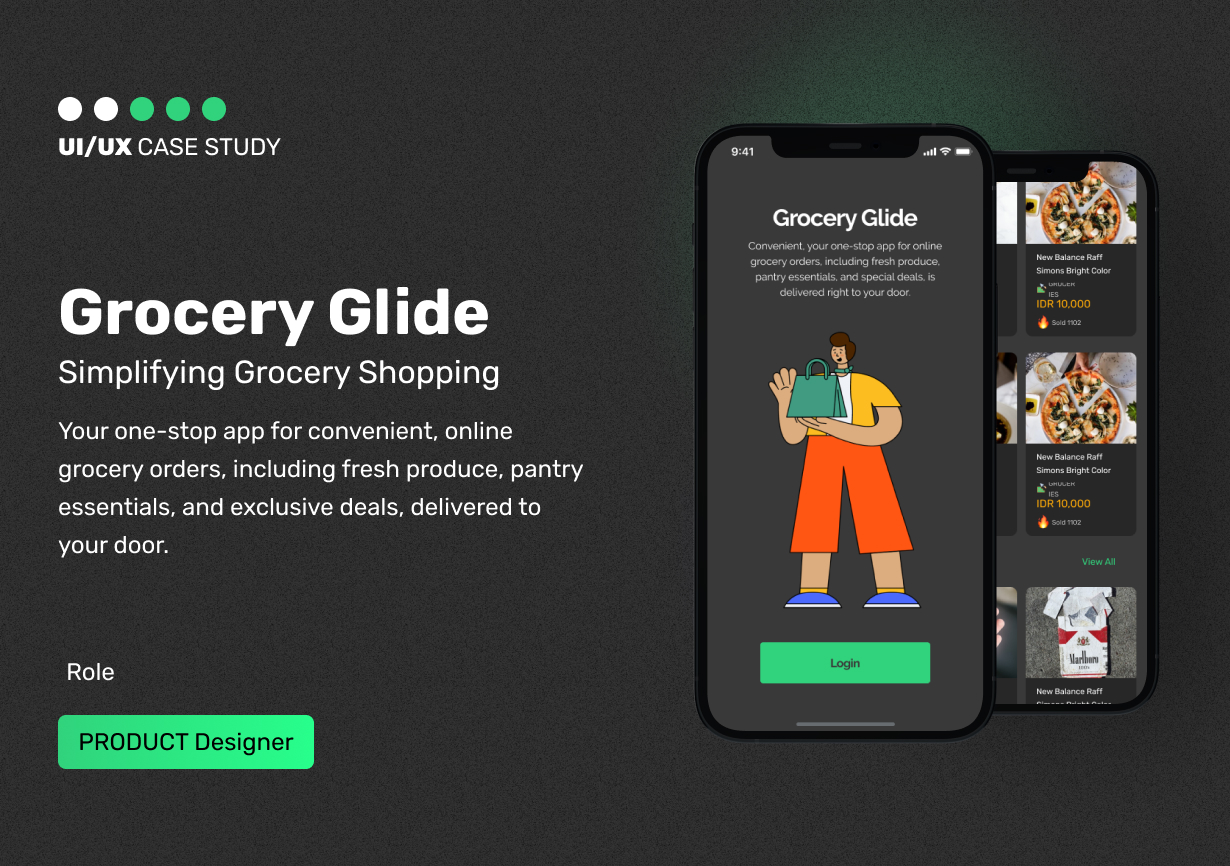 UI/UX CASE STUDY
Grocery Glide
Simplifying Grocery Shopping
Your one-stop app for convenient, online
grocery orders, including fresh produce, pantry
essentials, and exclusive deals, delivered to
your door.
Role
PRODUCT Designer
9:41
Grocery Glide
Convenient, your one-stop app for online
grocery orders, including fresh produce,
pantry essentials, and special deals, is
delivered right to your door.
Login
New Balance Raff
Simons Bright Color
GROCER
IES
IDR 10,000
Sold 1102
New Balance Raff
Simons Bright Color
GROCER
IES
IDR 10,000
Sold 1102
View All
Marlboro
New Balance Raff
Simons Bright Color